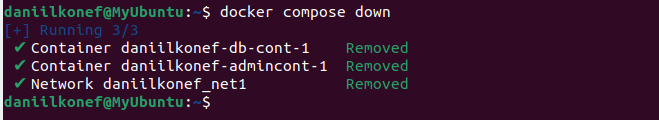 daniilkonef@MyUbuntu:~$ docker compose down
[+] Running 3/3
✔ Container daniilkonef-db-cont-1 Removed
✔ Container daniilkonef-admincont-1 Removed
✔ Network daniilkonef_net1 Removed
daniilkonef@MyUbuntu:~$